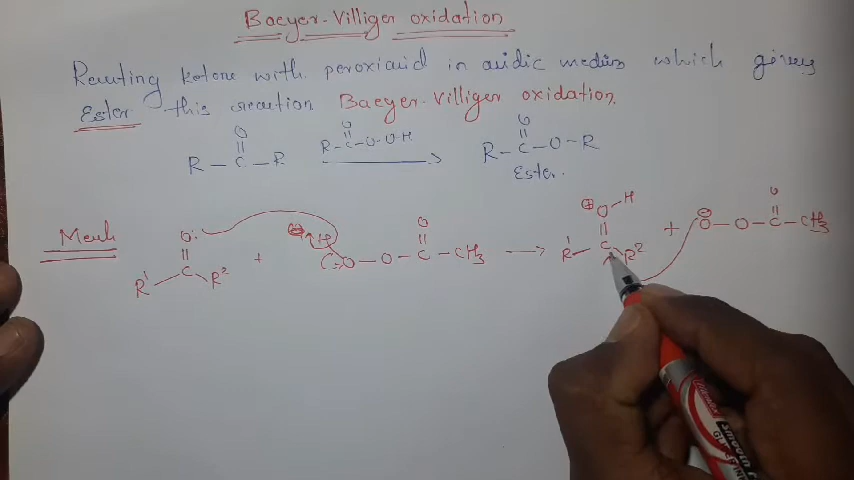 Baeyer-Villiger oxidation
Reacting ketone with peroxiacid in acidic medium which gives
Ester this reaction Baeyer-Villiger oxidation.
O O O
R-C-R R-C-O-O-H R-C-O-R
Ester.
Mech
O: + H O-O-C-CH3 O
R¹ C R² ⊕O-H R¹ C R² + ⊖O-O-C-CH3 O